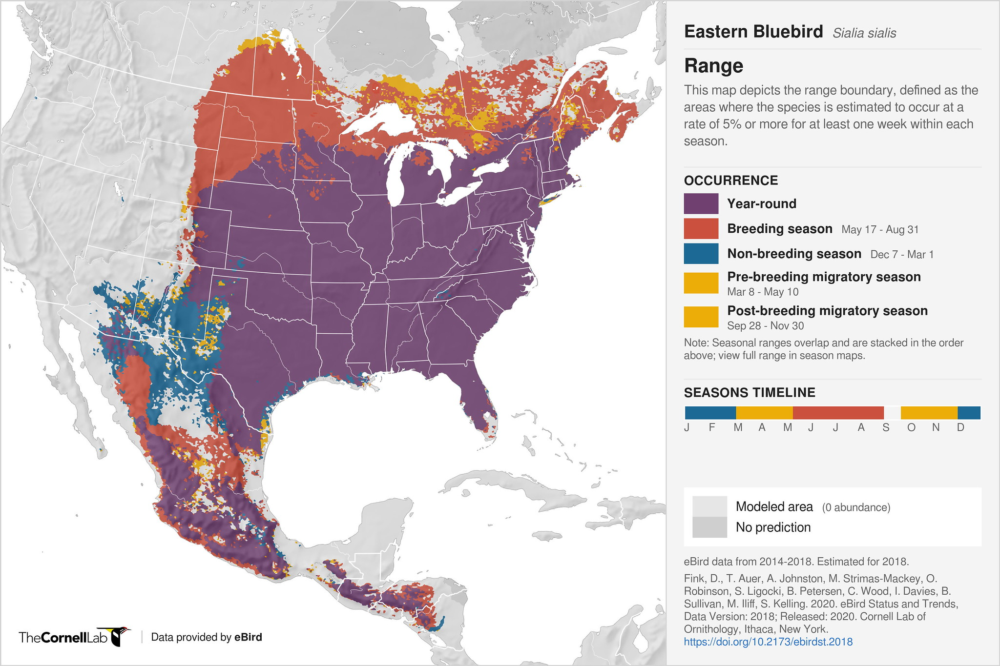 Eastern Bluebird Sialia sialis
Range
This map depicts the range boundary, defined as the
areas where the species is estimated to occur at a
rate of 5% or more for at least one week within each
season.
OCCURRENCE
Year-round
Breeding season May 17 - Aug 31
Non-breeding season Dec 7 - Mar 1
Pre-breeding migratory season
Mar 8 - May 10
Post-breeding migratory season
Sep 28 - Nov 30
Note: Seasonal ranges overlap and are stacked in the order
above; view full range in season maps.
SEASONS TIMELINE
J F M A M J J A S O N D
Modeled area (0 abundance)
No prediction
eBird data from 2014-2018. Estimated for 2018.
Fink, D., T. Auer, A. Johnston, M. Strimas-Mackey, O.
Robinson, S. Ligocki, B. Petersen, C. Wood, I. Davies, B.
Sullivan, M. Iliff, S. Kelling. 2020. eBird Status and Trends,
Data Version: 2018; Released: 2020. Cornell Lab of
Ornithology, Ithaca, New York.
https://doi.org/10.2173/ebirdst.2018
TheCornellLab Data provided by eBird